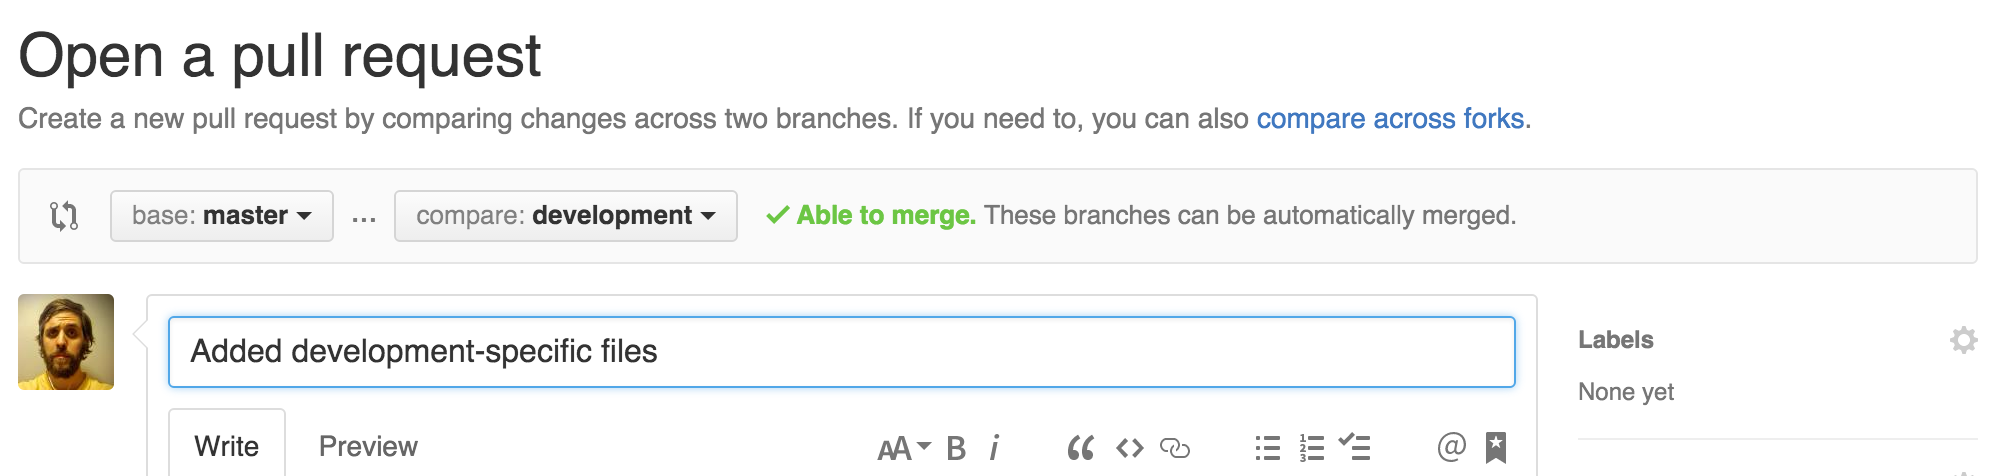 Open a pull request
Create a new pull request by comparing changes across two branches. If you need to, you can also compare across forks.
base: master ... compare: development Able to merge. These branches can be automatically merged.
Added development-specific files
Labels
None yet
Write Preview AA B i “ <> @